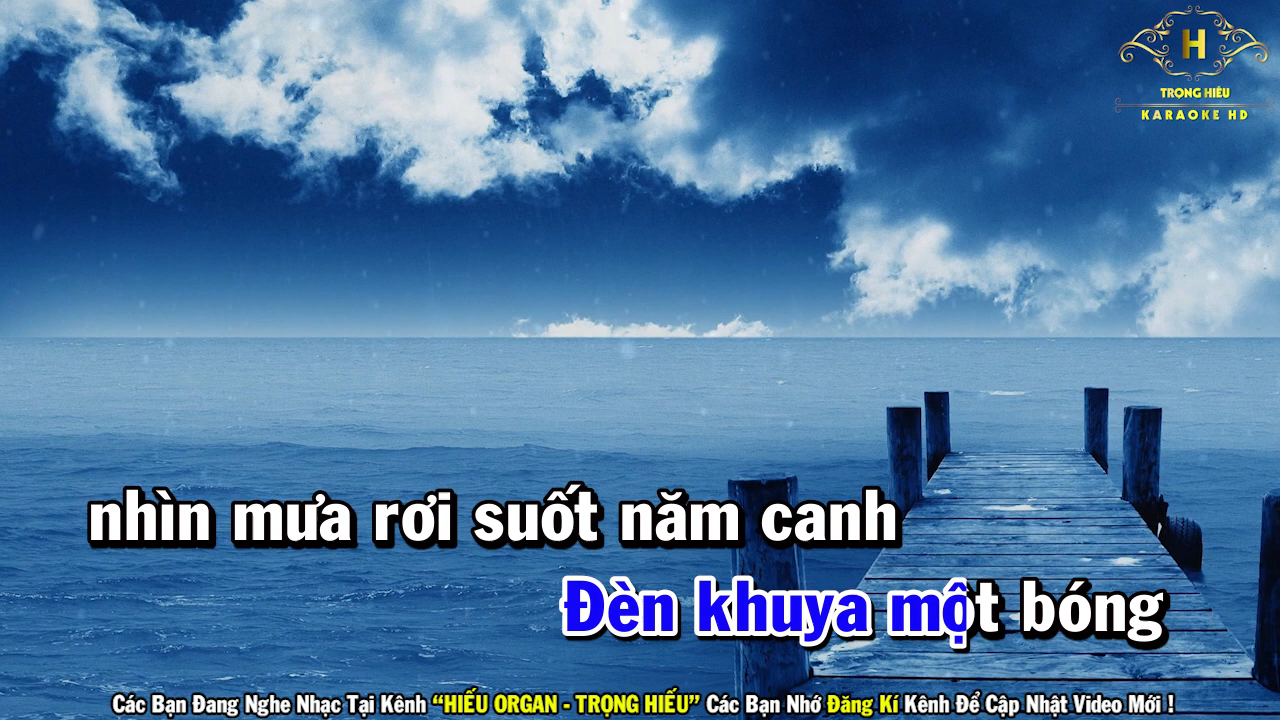 H
TRỌNG HIẾU
KARAOKE HD
nhìn mưa rơi suốt năm canh
Đèn khuya một bóng
Các Bạn Đang Nghe Nhạc Tại Kênh “HIẾU ORGAN - TRỌNG HIẾU” Các Bạn Nhớ Đăng Kí Kênh Để Cập Nhật Video Mới !